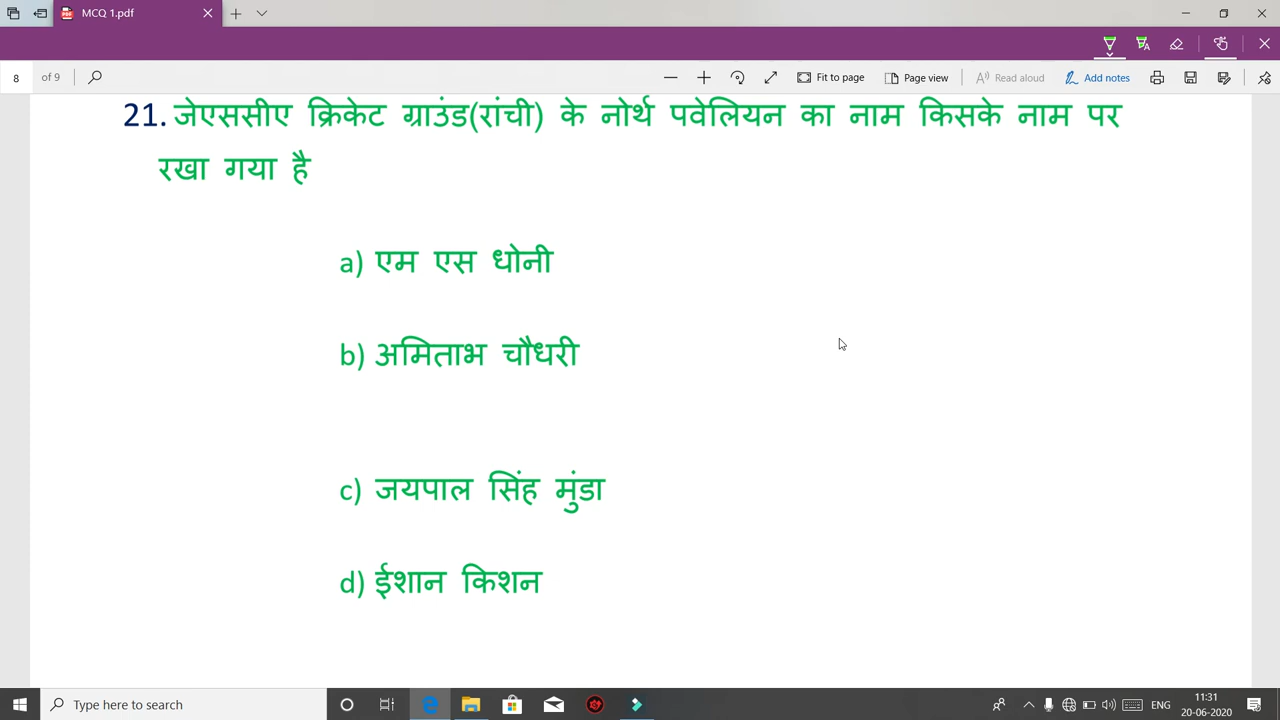 MCQ 1.pdf
8 of 9 Fit to page Page view Read aloud Add notes
21. जेएससीए क्रिकेट ग्राउंड(रांची) के नोर्थ पवेलियन का नाम किसके नाम पर
रखा गया है
a) एम एस धोनी
b) अमिताभ चौधरी
c) जयपाल सिंह मुंडा
d) ईशान किशन
Type here to search ENG 11:31
20-06-2020